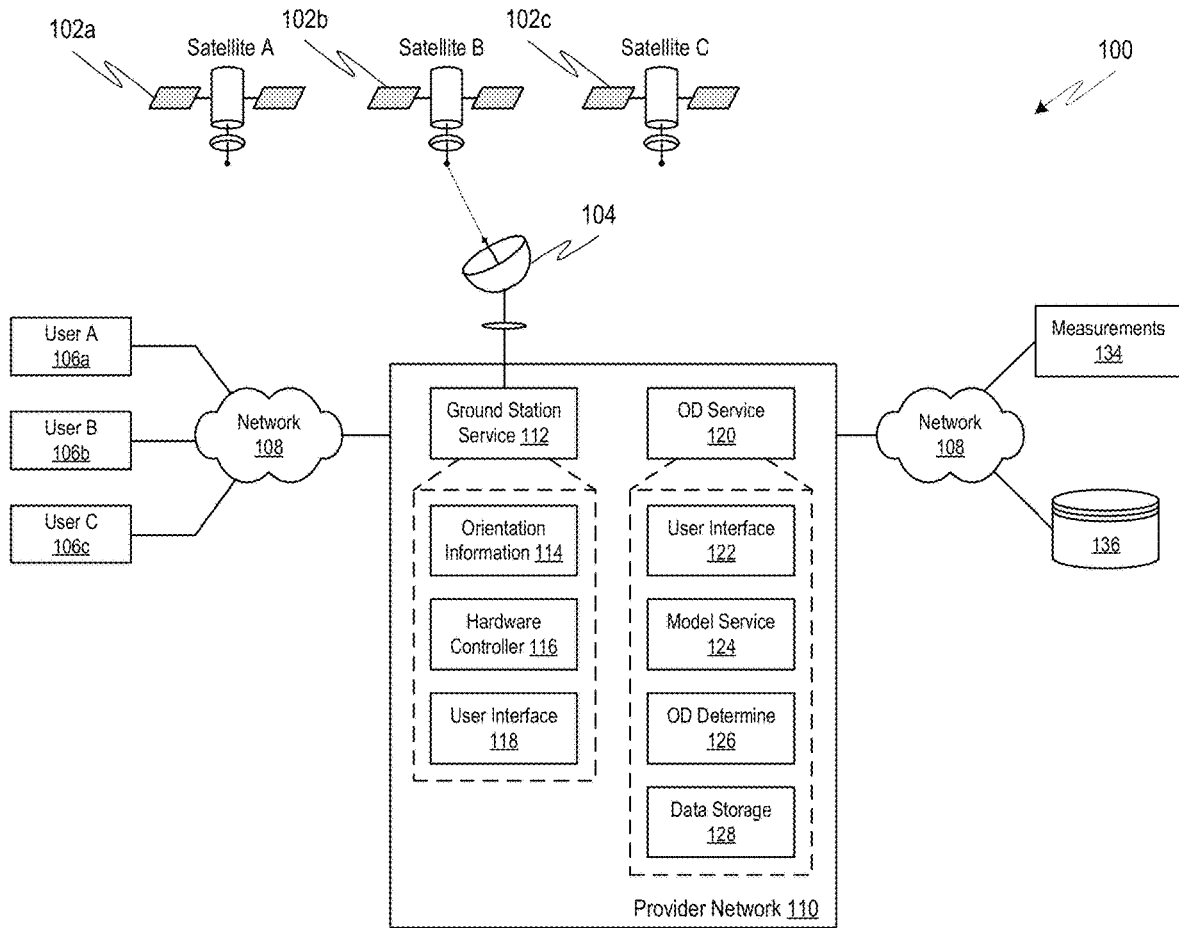 102a
102b
102c
Satellite A
Satellite B
Satellite C
100
104
User A
106a
User B
106b
User C
106c
Network
108
Ground Station
Service 112
Orientation
Information 114
Hardware
Controller 116
User Interface
118
OD Service
120
User Interface
122
Model Service
124
OD Determine
126
Data Storage
128
Provider Network 110
Network
108
Measurements
134
136